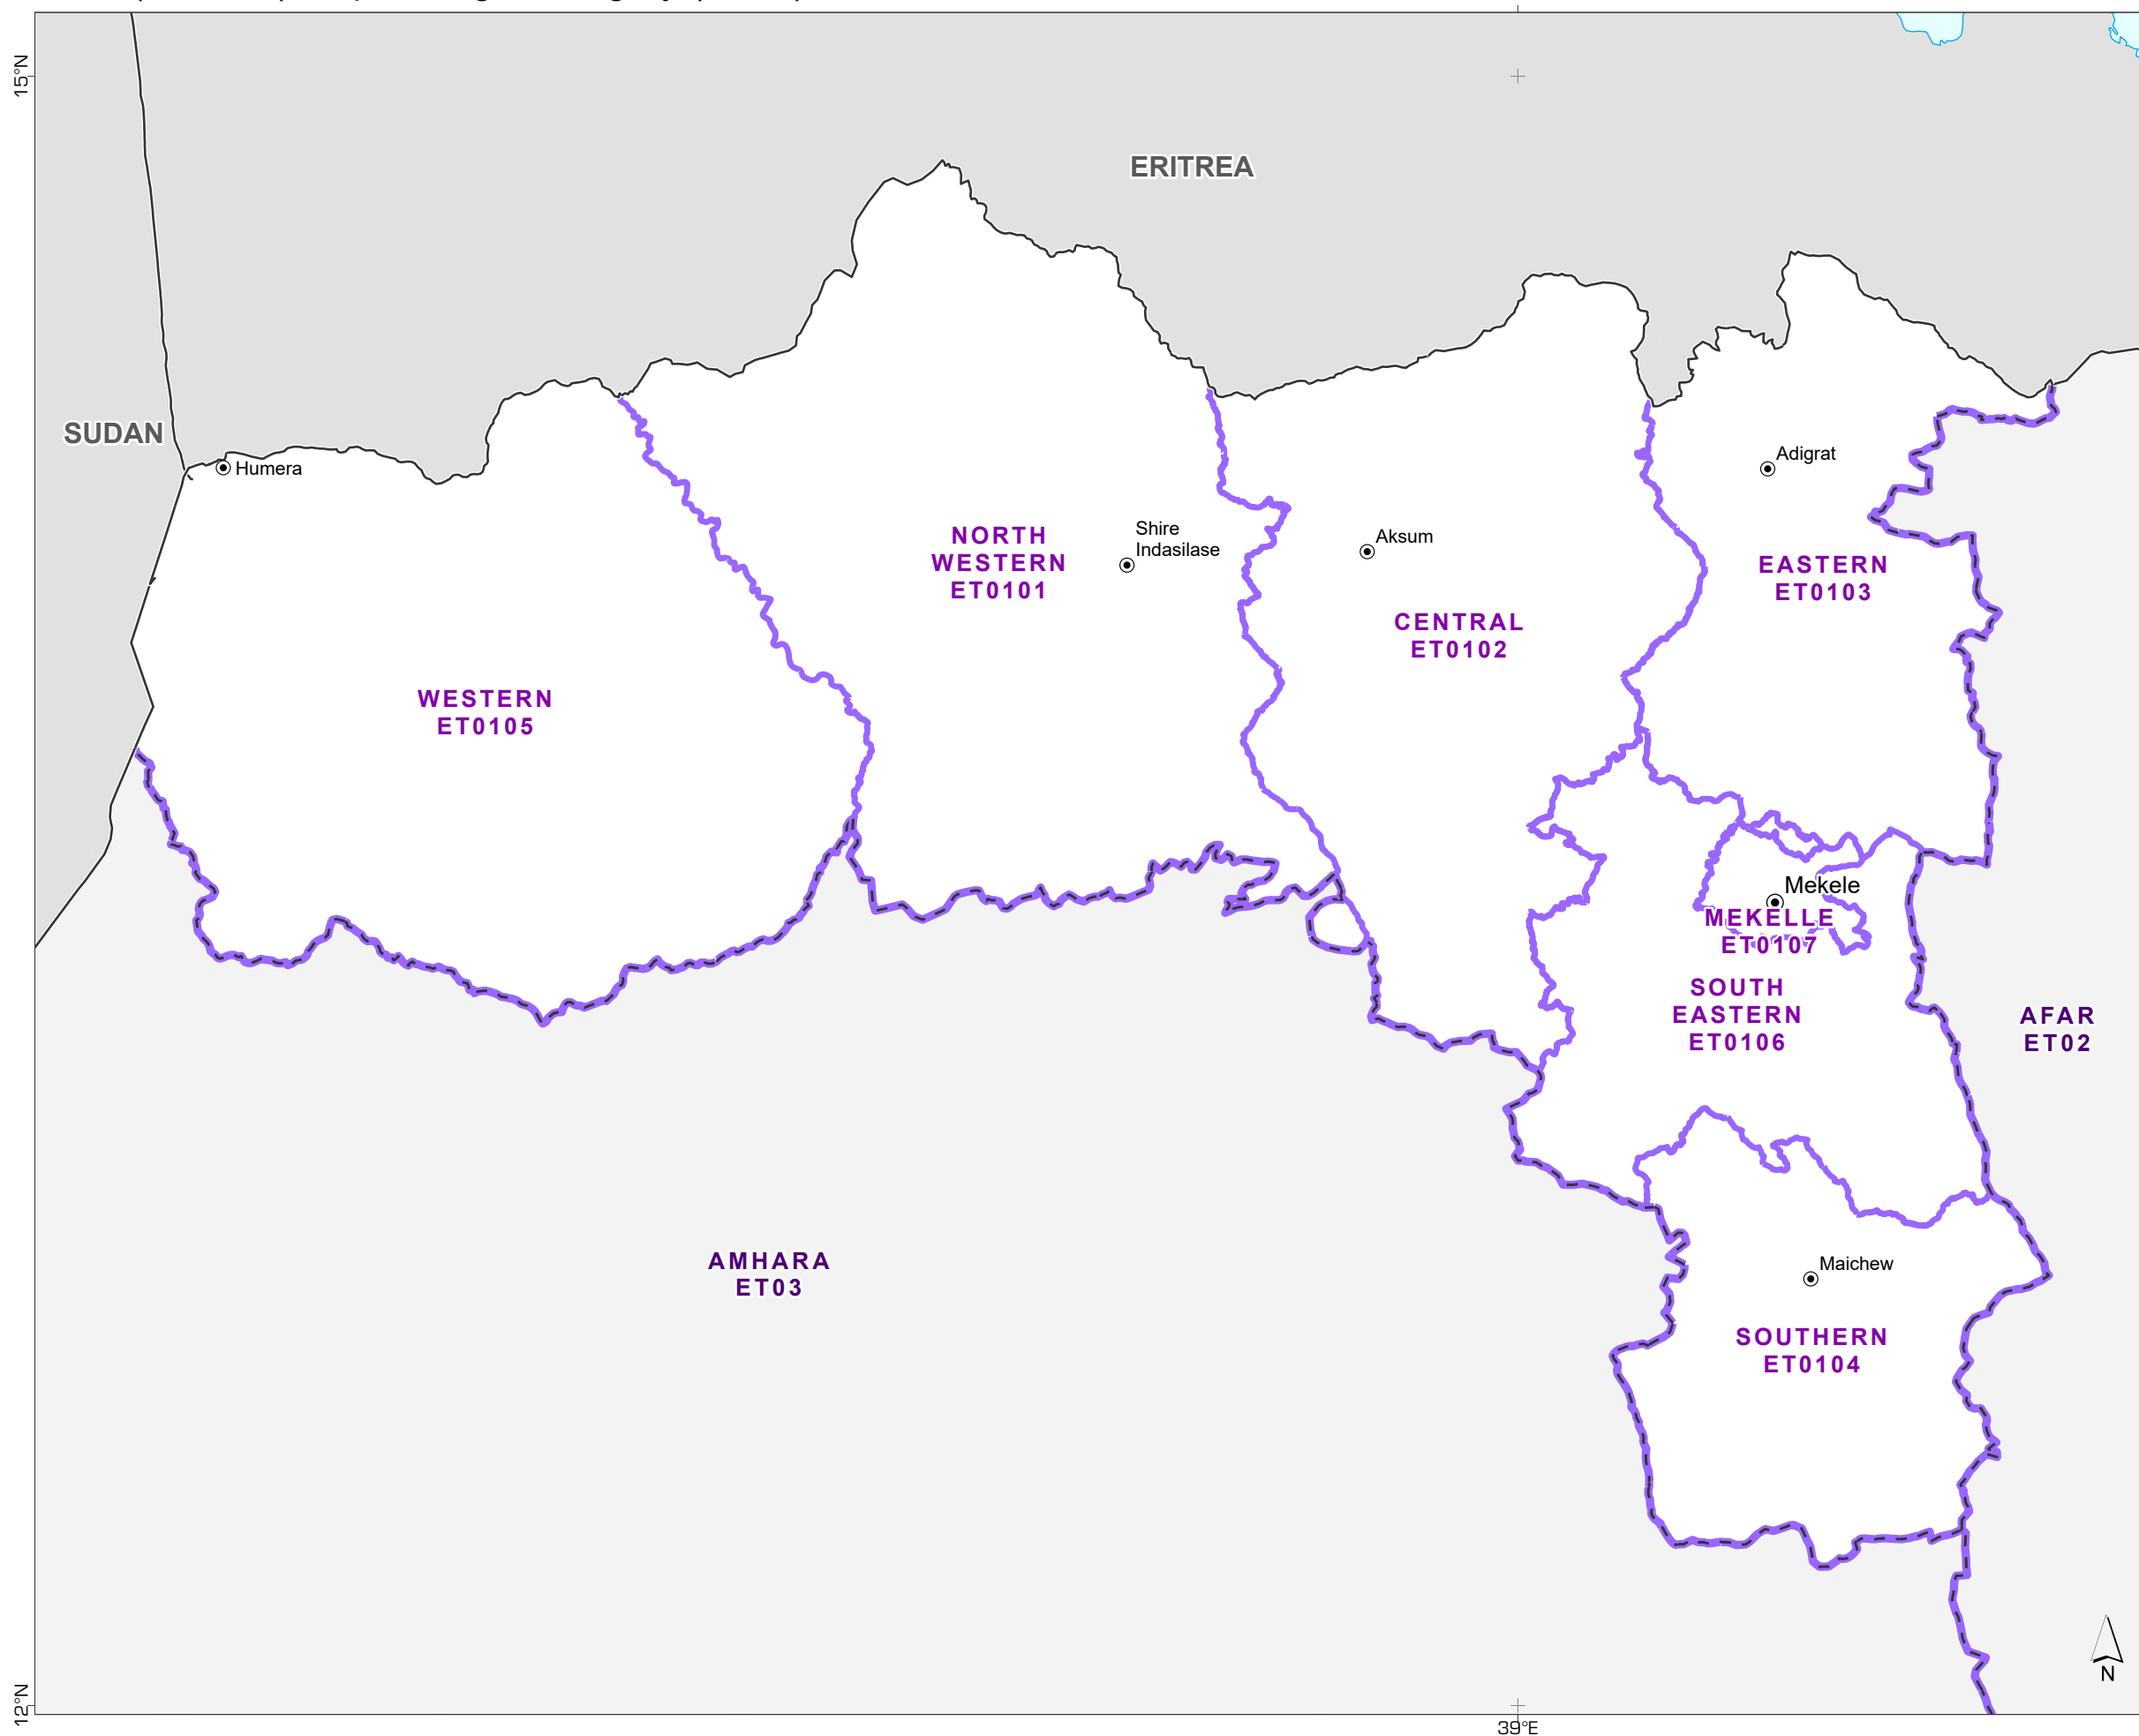 15°N
ERITREA
SUDAN
Humera
Adigrat
Shire
Indasilase
NORTH
WESTERN
ET0101
Aksum
EASTERN
ET0103
CENTRAL
ET0102
WESTERN
ET0105
Mekele
MEKELLE
ET0107
SOUTH
EASTERN
ET0106
AFAR
ET02
AMHARA
ET03
Maichew
SOUTHERN
ET0104
N
12°N
39°E